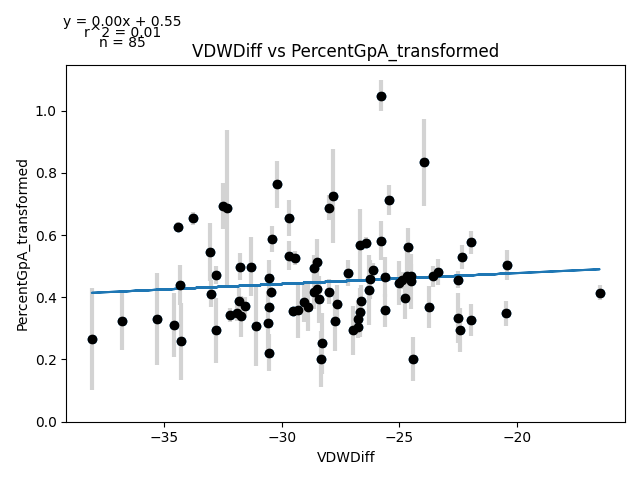 y = 0.00x + 0.55
r^2 = 0.01
n = 85
VDWDiff vs PercentGpA_transformed
1.0
0.8
0.6
0.4
0.2
0.0
PercentGpA_transformed
−35 −30 −25 −20
VDWDiff